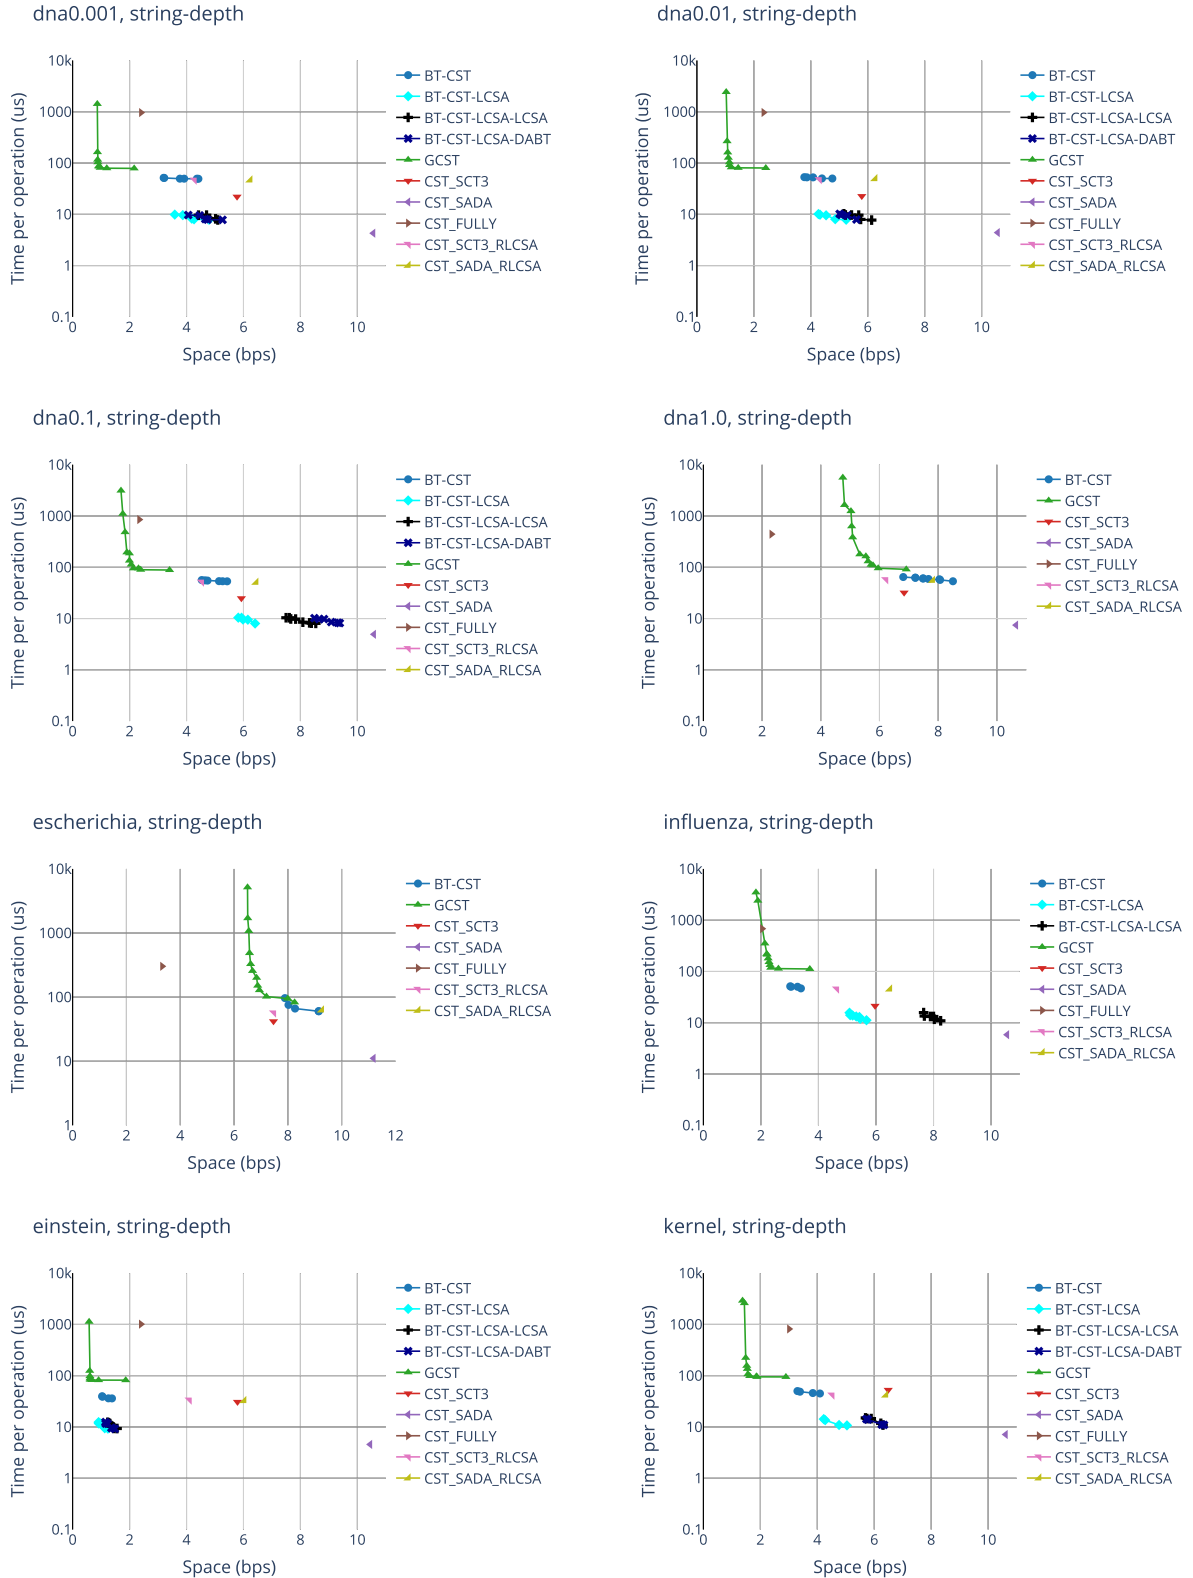 dna0.001, string-depth
Time per operation (us)
10k
1000
100
10
1
0.1
0 2 4 6 8 10
Space (bps)
BT-CST
BT-CST-LCSA
BT-CST-LCSA-LCSA
BT-CST-LCSA-DABT
GCST
CST_SCT3
CST_SADA
CST_FULLY
CST_SCT3_RLCSA
CST_SADA_RLCSA
dna0.01, string-depth
Time per operation (us)
10k
1000
100
10
1
0.1
0 2 4 6 8 10
Space (bps)
BT-CST
BT-CST-LCSA
BT-CST-LCSA-LCSA
BT-CST-LCSA-DABT
GCST
CST_SCT3
CST_SADA
CST_FULLY
CST_SCT3_RLCSA
CST_SADA_RLCSA
dna0.1, string-depth
Time per operation (us)
10k
1000
100
10
1
0.1
0 2 4 6 8 10
Space (bps)
BT-CST
BT-CST-LCSA
BT-CST-LCSA-LCSA
BT-CST-LCSA-DABT
GCST
CST_SCT3
CST_SADA
CST_FULLY
CST_SCT3_RLCSA
CST_SADA_RLCSA
dna1.0, string-depth
Time per operation (us)
10k
1000
100
10
1
0.1
0 2 4 6 8 10
Space (bps)
BT-CST
GCST
CST_SCT3
CST_SADA
CST_FULLY
CST_SCT3_RLCSA
CST_SADA_RLCSA
escherichia, string-depth
Time per operation (us)
10k
1000
100
10
1
0 2 4 6 8 10 12
Space (bps)
BT-CST
GCST
CST_SCT3
CST_SADA
CST_FULLY
CST_SCT3_RLCSA
CST_SADA_RLCSA
influenza, string-depth
Time per operation (us)
10k
1000
100
10
1
0.1
0 2 4 6 8 10
Space (bps)
BT-CST
BT-CST-LCSA
BT-CST-LCSA-LCSA
GCST
CST_SCT3
CST_SADA
CST_FULLY
CST_SCT3_RLCSA
CST_SADA_RLCSA
einstein, string-depth
Time per operation (us)
10k
1000
100
10
1
0.1
0 2 4 6 8 10
Space (bps)
BT-CST
BT-CST-LCSA
BT-CST-LCSA-LCSA
BT-CST-LCSA-DABT
GCST
CST_SCT3
CST_SADA
CST_FULLY
CST_SCT3_RLCSA
CST_SADA_RLCSA
kernel, string-depth
Time per operation (us)
10k
1000
100
10
1
0.1
0 2 4 6 8 10
Space (bps)
BT-CST
BT-CST-LCSA
BT-CST-LCSA-LCSA
BT-CST-LCSA-DABT
GCST
CST_SCT3
CST_SADA
CST_FULLY
CST_SCT3_RLCSA
CST_SADA_RLCSA